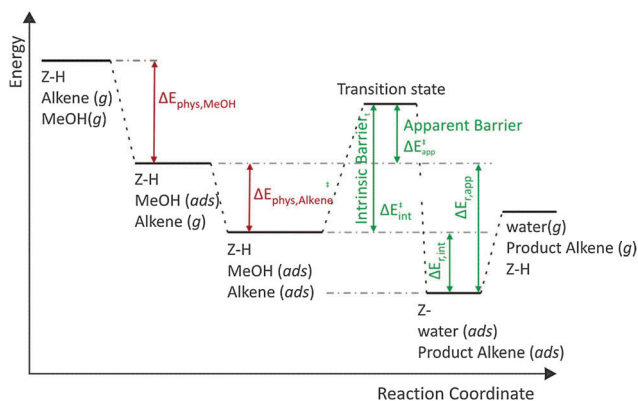 Energy
Z-H
Alkene (g)
MeOH(g)
ΔEphys,MeOH
Z-H
MeOH (ads)
Alkene (g)
ΔEphys,Alkene‡
Z-H
MeOH (ads)
Alkene (ads)
Transition state
Intrinsic Barrier
ΔE‡int
Apparent Barrier
ΔE‡app
ΔEr,app
ΔEr,int
Z-
water (ads)
Product Alkene (ads)
water(g)
Product Alkene (g)
Z-H
Reaction Coordinate